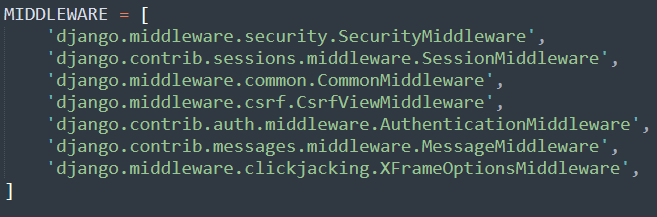 MIDDLEWARE = [
    'django.middleware.security.SecurityMiddleware',
    'django.contrib.sessions.middleware.SessionMiddleware',
    'django.middleware.common.CommonMiddleware',
    'django.middleware.csrf.CsrfViewMiddleware',
    'django.contrib.auth.middleware.AuthenticationMiddleware',
    'django.contrib.messages.middleware.MessageMiddleware',
    'django.middleware.clickjacking.XFrameOptionsMiddleware',
]